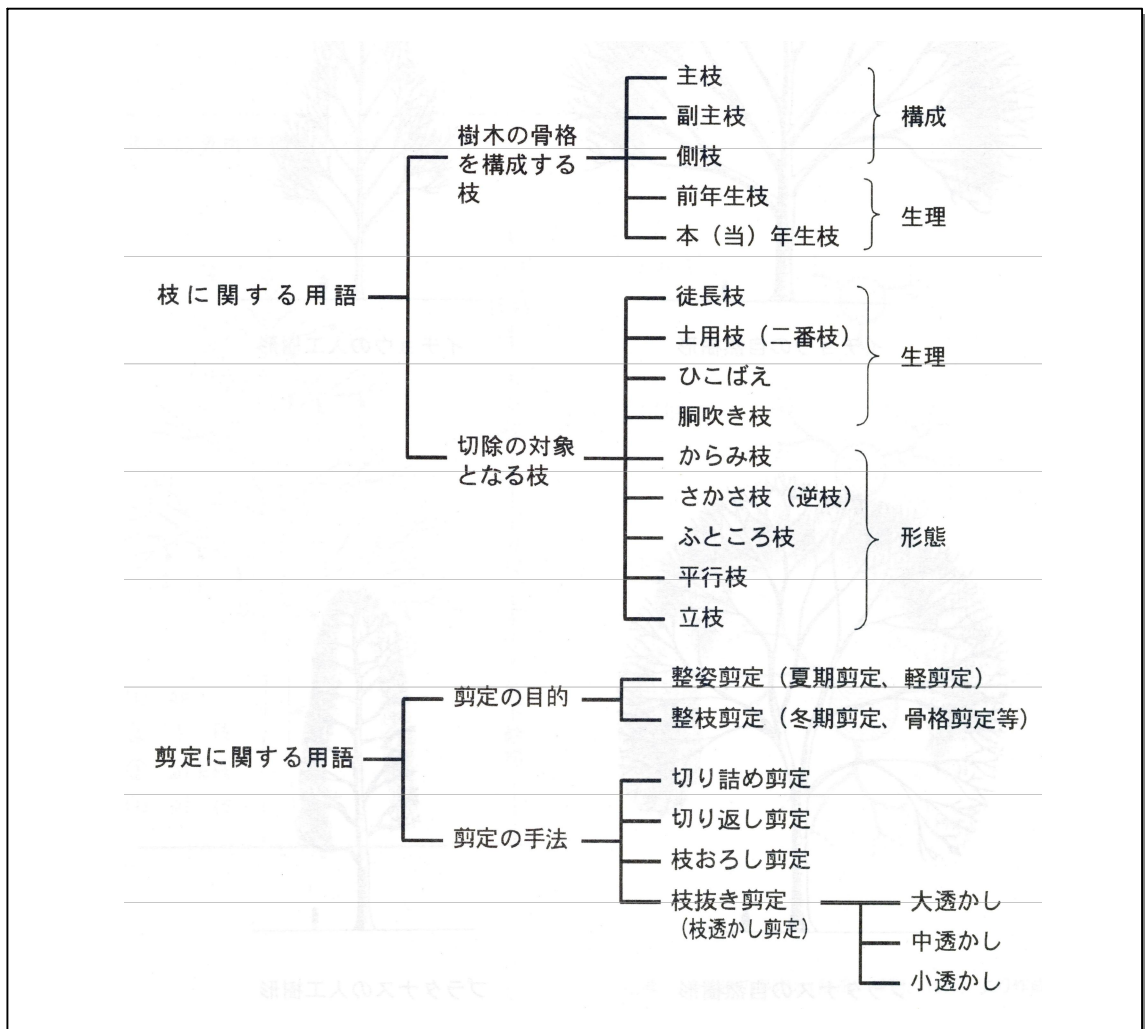 枝に関する用語
樹木の骨格
を構成する
枝
主枝
副主枝
側枝
構成
前年生枝
本（当）年生枝
生理
切除の対象
となる枝
徒長枝
土用枝（二番枝）
ひこばえ
胴吹き枝
生理
からみ枝
さかさ枝（逆枝）
ふところ枝
平行枝
立枝
形態
剪定に関する用語
剪定の目的
整姿剪定（夏期剪定、軽剪定）
整枝剪定（冬期剪定、骨格剪定等）
剪定の手法
切り詰め剪定
切り返し剪定
枝おろし剪定
枝抜き剪定
（枝透かし剪定）
大透かし
中透かし
小透かし